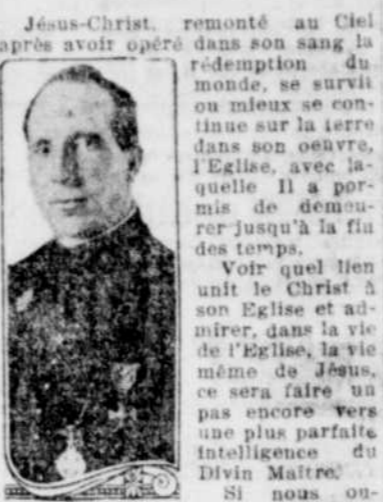 Jésus-Christ, remonté au Ciel
après avoir opéré dans son sang la
rédemption du
monde, se survit
ou mieux se con-
tinue sur la terre
dans son oeuvre,
l'Eglise, avec la-
quelle Il a por-
mis de demeu-
rer jusqu'à la fin
des temps.
Voir quel lien
unit le Christ à
son Eglise et ad-
mirer, dans la vie
de l'Eglise, la vie
même de Jésus,
ce sera faire un
pas encore vers
une plus parfaite
intelligence du
Divin Maître.
Si nous ou-